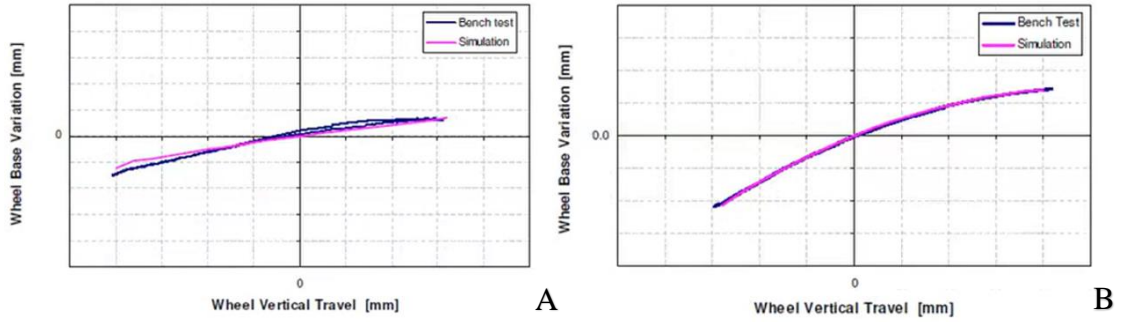 Wheel Base Variation [mm]
Bench test
Simulation
0
0
Wheel Vertical Travel [mm]
A
Wheel Base Variation [mm]
Bench Test
Simulation
0.0
0
Wheel Vertical Travel [mm]
B